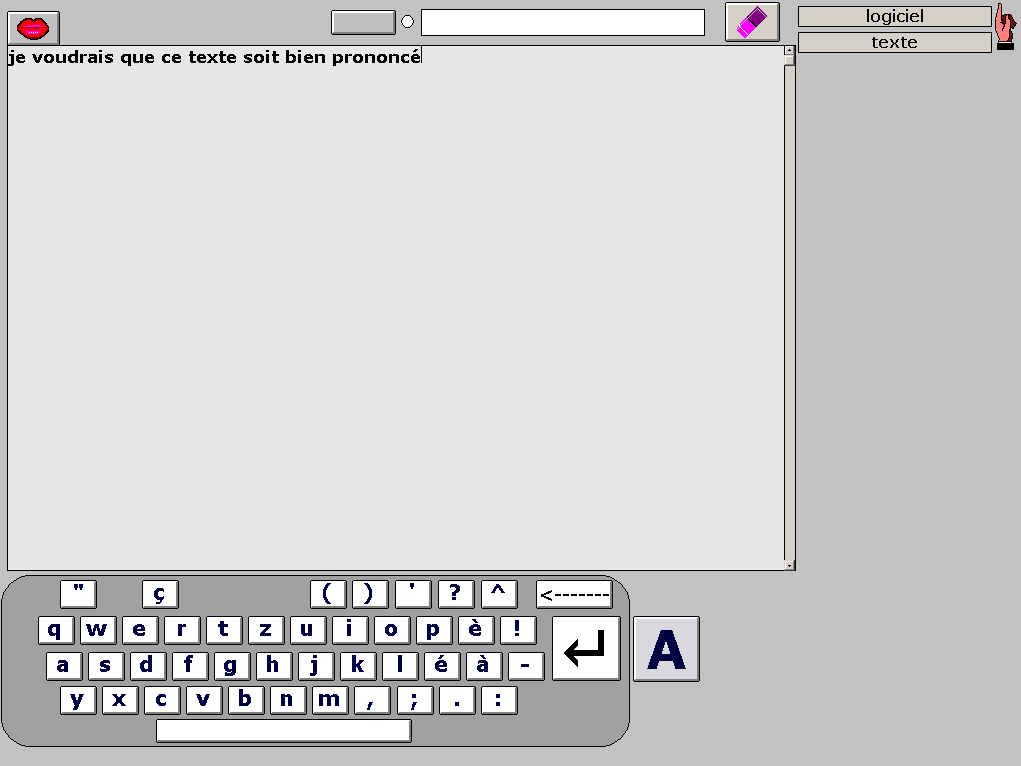 logiciel
texte
je voudrais que ce texte soit bien prononcé
" ç ( ) ' ? ^ <-------
q w e r t z u i o p è !
a s d f g h j k l é à -
A
y x c v b n m , ; . :